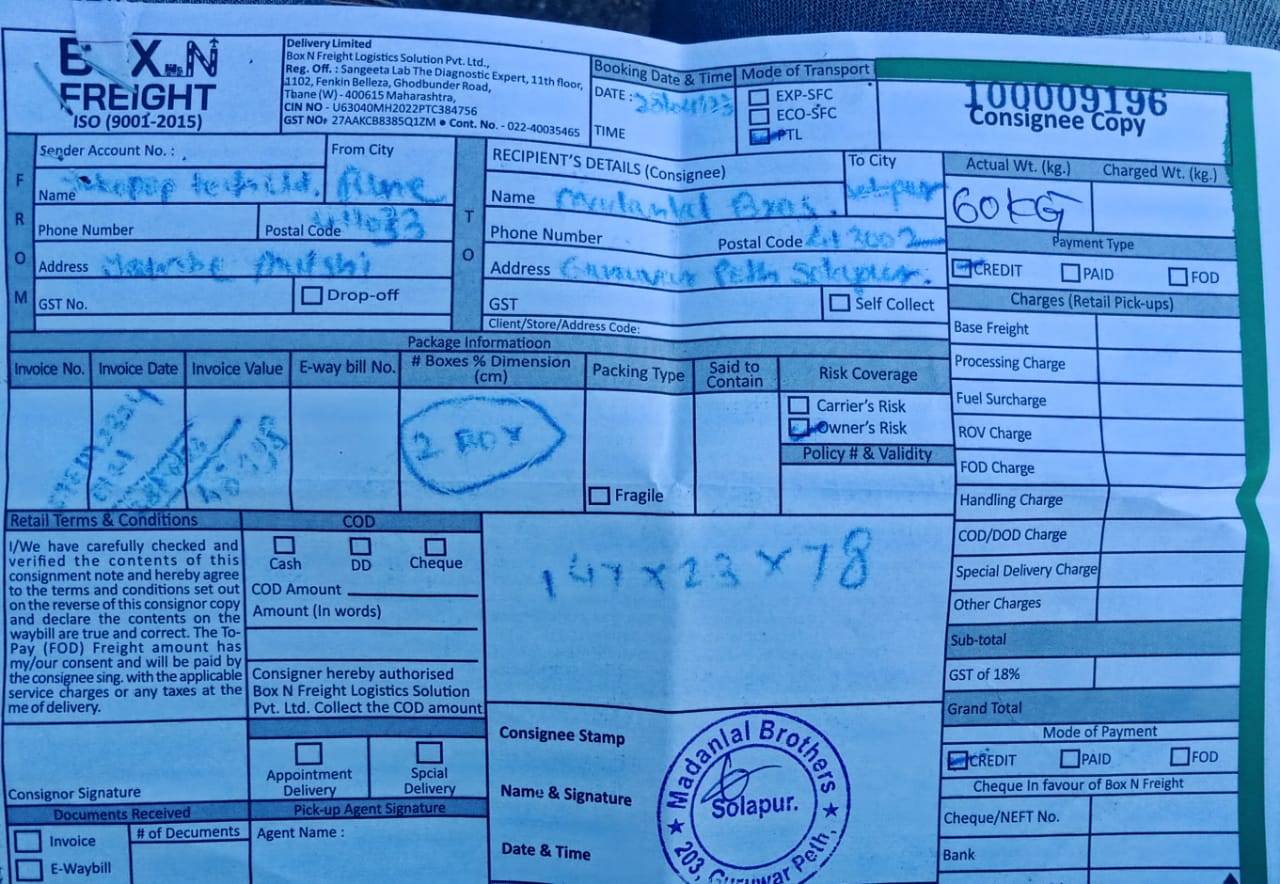 BOX N
FREIGHT
ISO (9001-2015)
Delivery Limited
Box N Freight Logistics Solution Pvt. Ltd.,
Reg. Off. : Sangeeta Lab The Diagnostic Expert, 11th floor,
1102, Fenkin Belleza, Ghodbunder Road,
Thane (W) - 400615 Maharashtra,
CIN NO - U63040MH2022PTC384756
GST NO: 27AAKCB8385Q1ZM • Cont. No. - 022-40035465
Booking Date & Time
DATE :
TIME
Mode of Transport
EXP-SFC
ECO-SFC
PTL
100009196
Consignee Copy
FROM
Sender Account No. :
From City
Name
Pune
Phone Number
Postal Code 411033
Address
GST No.
Drop-off
TO
RECIPIENT'S DETAILS (Consignee)
To City
Name Madanlal Bros.
Solapur
Phone Number
Postal Code 413002
Address Guruwar Peth Solapur.
GST
Self Collect
Client/Store/Address Code:
Actual Wt. (kg.)
Charged Wt. (kg.)
60KG
Payment Type
CREDIT
PAID
FOD
Charges (Retail Pick-ups)
Base Freight
Processing Charge
Fuel Surcharge
ROV Charge
FOD Charge
Handling Charge
COD/DOD Charge
Special Delivery Charge
Other Charges
Sub-total
GST of 18%
Grand Total
Mode of Payment
CREDIT
PAID
FOD
Cheque In favour of Box N Freight
Cheque/NEFT No.
Bank
Package Informatioon
Invoice No.
Invoice Date
Invoice Value
E-way bill No.
# Boxes % Dimension
(cm)
Packing Type
Said to
Contain
Risk Coverage
2 BOX
Fragile
Carrier's Risk
Owner's Risk
Policy # & Validity
Retail Terms & Conditions
I/We have carefully checked and
verified the contents of this
consignment note and hereby agree
to the terms and conditions set out
on the reverse of this consignor copy
and declare the contents on the
waybill are true and correct. The To-
Pay (FOD) Freight amount has
my/our consent and will be paid by
the consignee sing. with the applicable
service charges or any taxes at the
me of delivery.
Consignor Signature
Documents Received
Invoice
E-Waybill
# of Documents
COD
Cash
DD
Cheque
COD Amount
Amount (In words)
Consigner hereby authorised
Box N Freight Logistics Solution
Pvt. Ltd. Collect the COD amount
Appointment
Delivery
Spcial
Delivery
Pick-up Agent Signature
Agent Name :
47 x 23 x 78
Consignee Stamp
Name & Signature
Date & Time
Madanlal Brothers
Solapur.
203, Guruwar Peth,